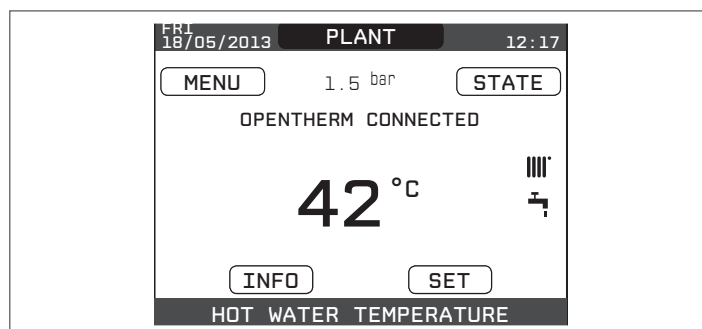 FRI
18/05/2013 PLANT 12:17
MENU 1.5 bar STATE
OPENTHERM CONNECTED
42 °C
INFO SET
HOT WATER TEMPERATURE